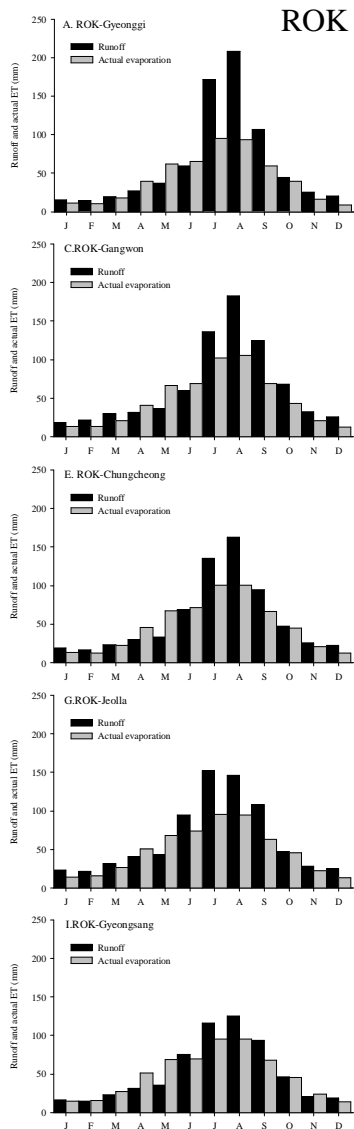 ROK
A. ROK-Gyeonggi
Runoff
Actual evaporation
Runoff and actual ET (mm)
250
200
150
100
50
0
J F M A M J J A S O N D
C.ROK-Gangwon
Runoff
Actual evaporation
Runoff and actual ET (mm)
250
200
150
100
50
0
J F M A M J J A S O N D
E. ROK-Chungcheong
Runoff
Actual evaporation
Runoff and actual ET (mm)
250
200
150
100
50
0
J F M A M J J A S O N D
G.ROK-Jeolla
Runoff
Actual evaporation
Runoff and actual ET (mm)
250
200
150
100
50
0
J F M A M J J A S O N D
I.ROK-Gyeongsang
Runoff
Actual evaporation
Runoff and actual ET (mm)
250
200
150
100
50
0
J F M A M J J A S O N D